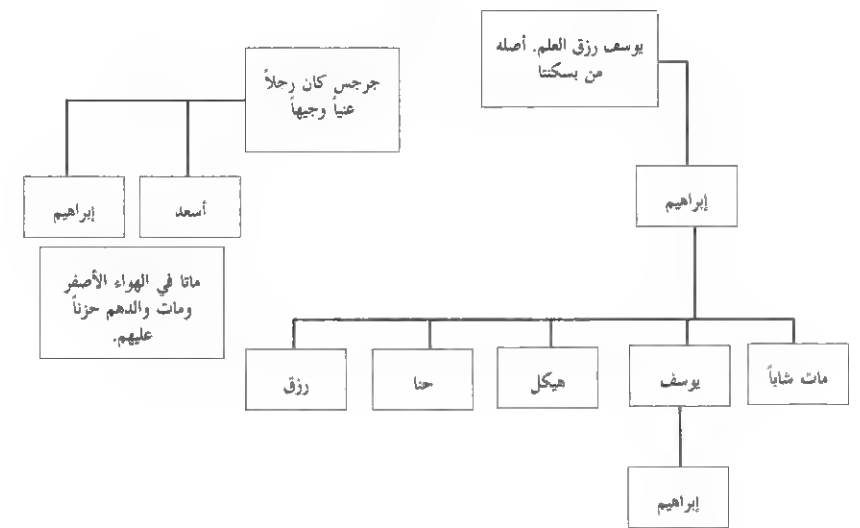 يوسف رزق العلم. أصله
من بسكنتا
جرجس كان رجلاً
غنياً وجيهاً
إبراهيم
أسعد
إبراهيم
ماتا في الهواء الأصفر
ومات والدهم حزناً
عليهم.
مات شاباً
يوسف
هيكل
حنا
رزق
إبراهيم